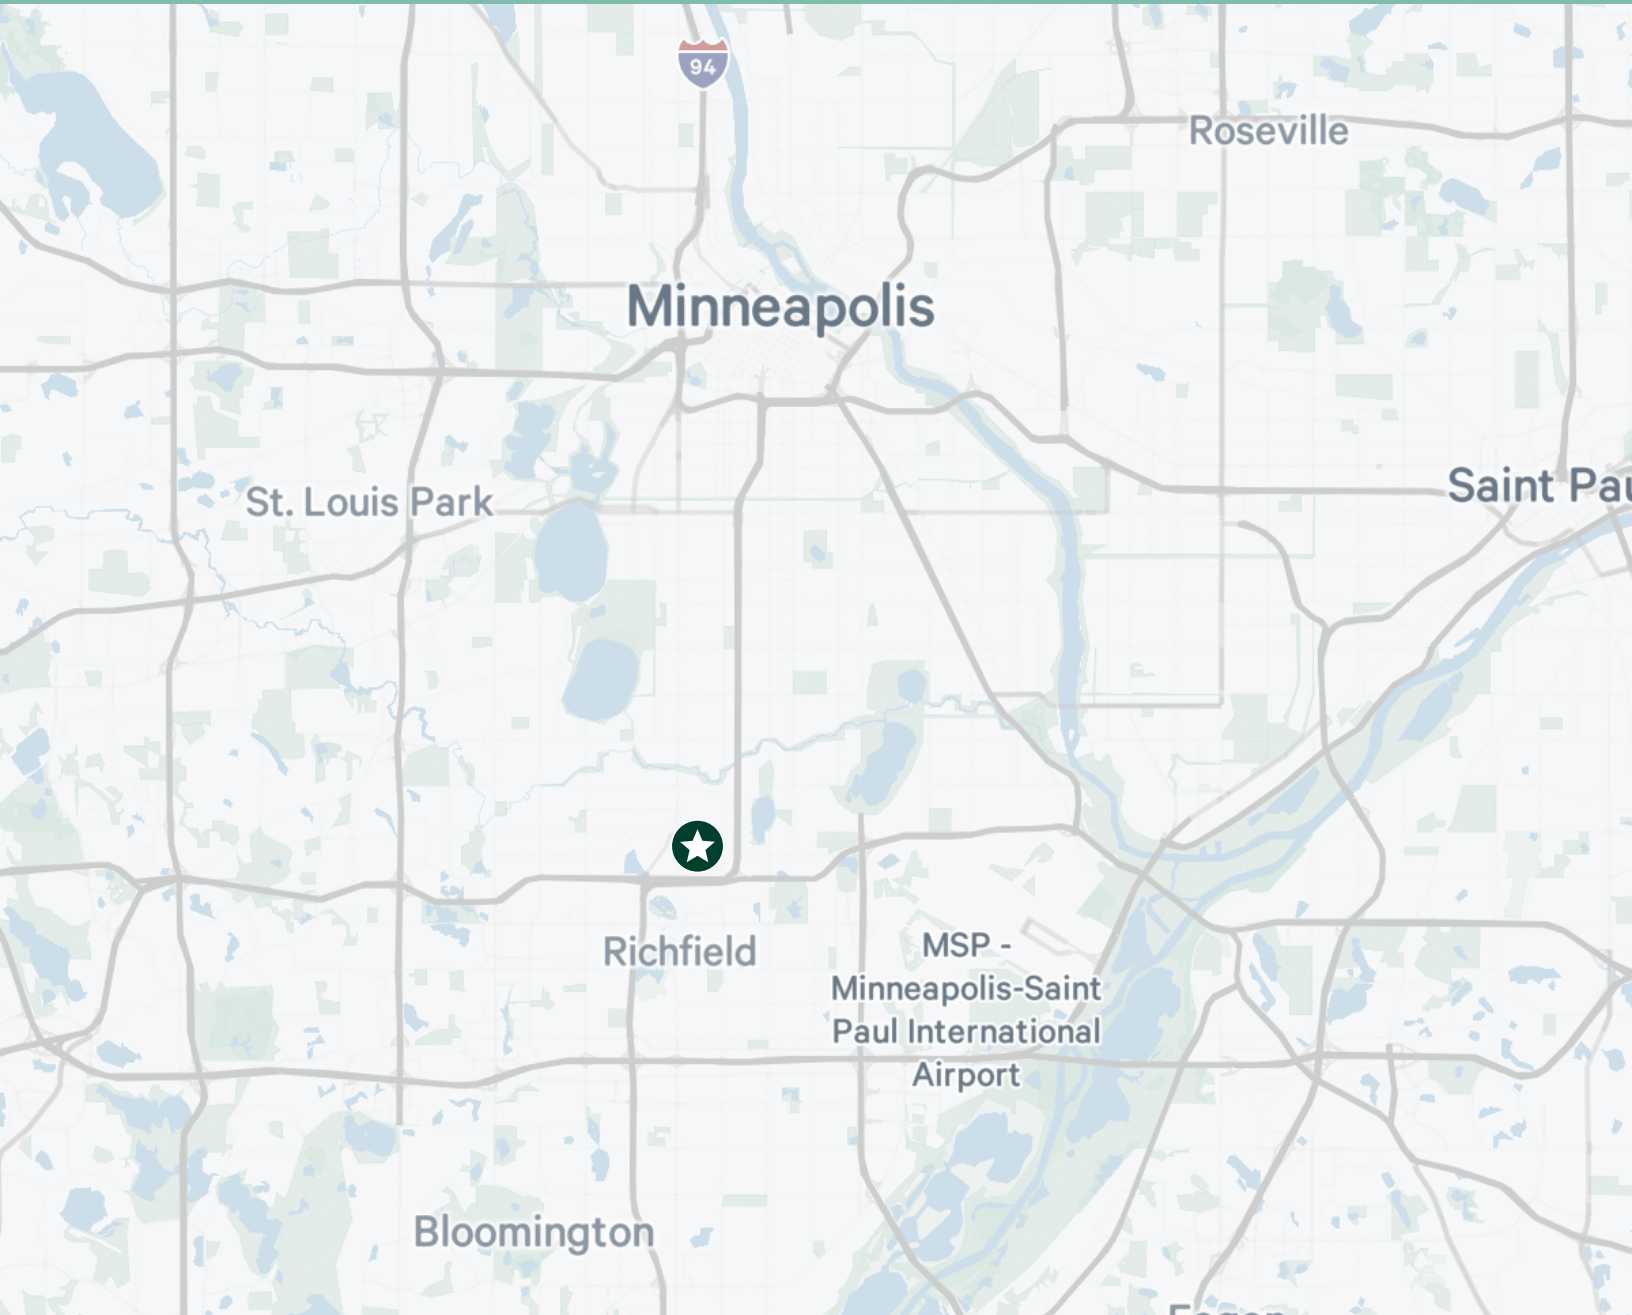 94
Roseville
Minneapolis
St. Louis Park
Saint Pau
Richfield
MSP -
Minneapolis-Saint
Paul International
Airport
Bloomington